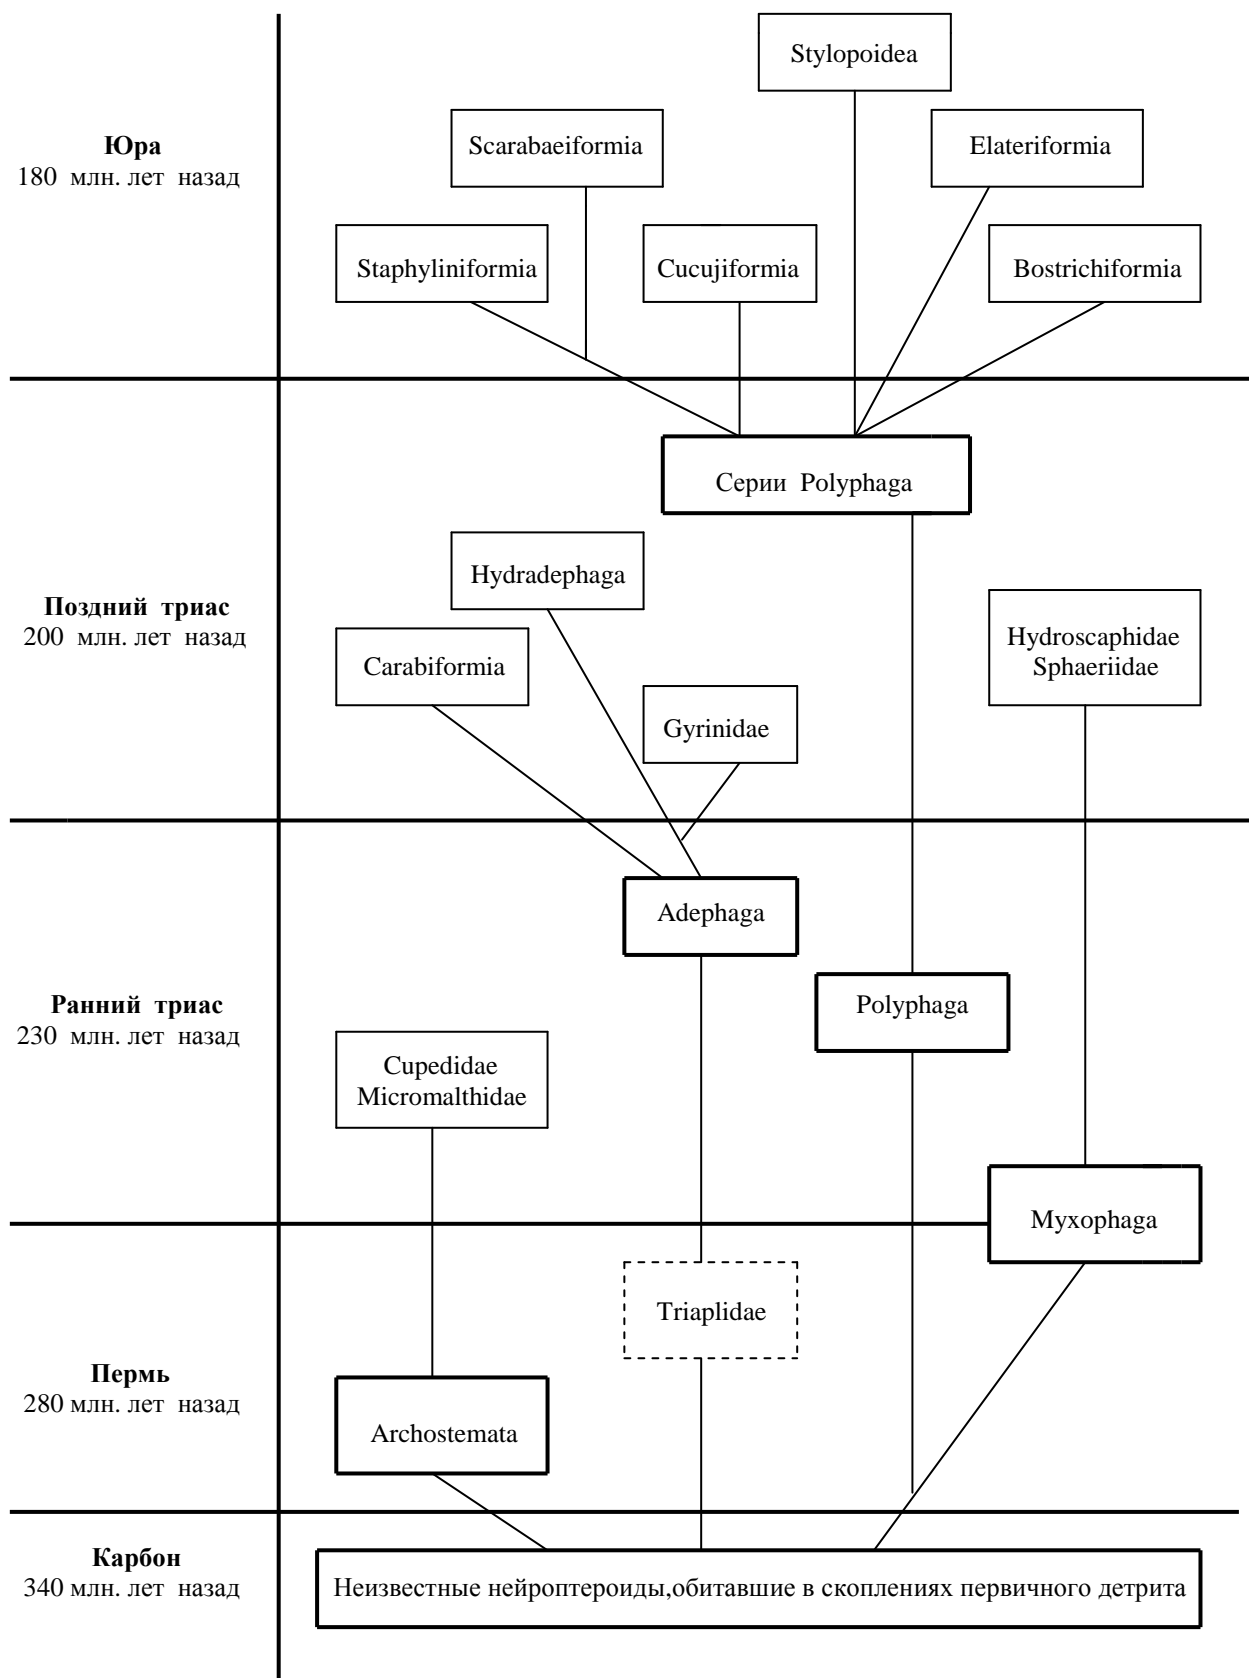 Stylopoidea
Scarabaeiformia
Elateriformia
Юра
180 млн. лет назад
Staphyliniformia
Cucujiformia
Bostrichiformia
Серии Polyphaga
Hydradephaga
Поздний триас
200 млн. лет назад
Hydroscaphidae
Sphaeriidae
Carabiformia
Gyrinidae
Adephaga
Ранний триас
230 млн. лет назад
Polyphaga
Cupedidae
Micromalthidae
Myxophaga
Triaplidae
Пермь
280 млн. лет назад
Archostemata
Карбон
340 млн. лет назад
Неизвестные нейроптероиды,обитавшие в скоплениях первичного детрита